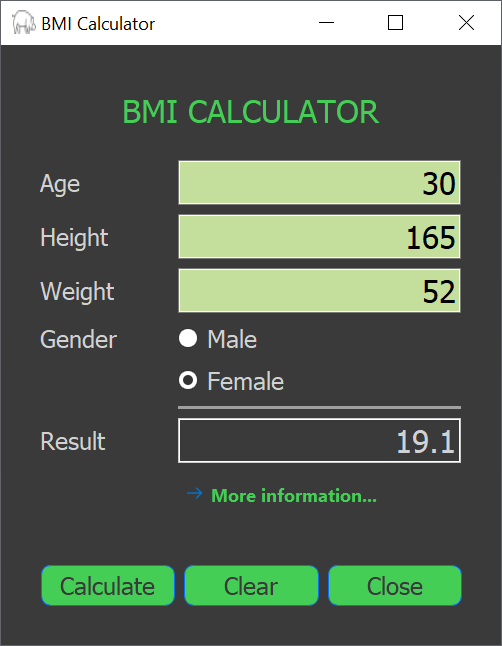 BMI Calculator
BMI CALCULATOR
Age 30
Height 165
Weight 52
Gender Male
Female
Result 19.1
More information...
Calculate Clear Close